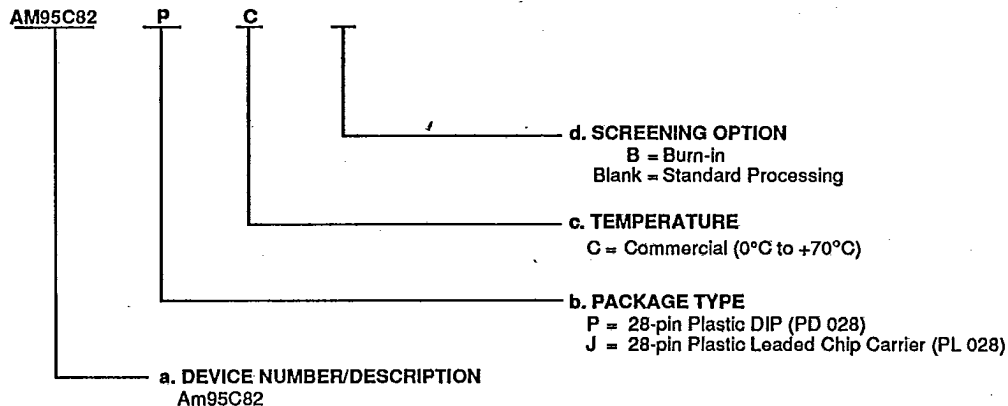 AM95C82 P C
d. SCREENING OPTION
B = Burn-in
Blank = Standard Processing
c. TEMPERATURE
C = Commercial (0°C to +70°C)
b. PACKAGE TYPE
P = 28-pin Plastic DIP (PD 028)
J = 28-pin Plastic Leaded Chip Carrier (PL 028)
a. DEVICE NUMBER/DESCRIPTION
Am95C82